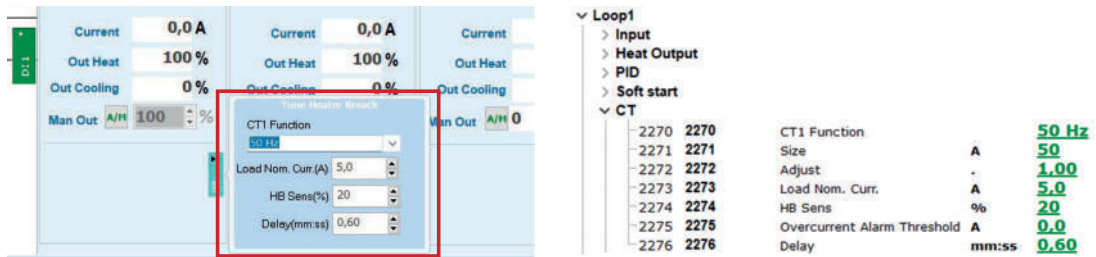 DI1
Current 0,0 A
Out Heat 100 %
Out Cooling 0 %
Man Out A/M 100 %
Current 0,0 A
Out Heat 100 %
Out Cooling 0 %
Tune Heater Breack
CT1 Function
50 Hz
Load Nom. Curr.(A) 5,0
HB Sens(%) 20
Delay(mm:ss) 0,60
Current
Out Heat
Out Cooling
Man Out A/M 0
Loop1
Input
Heat Output
PID
Soft start
CT
2270 2270 CT1 Function 50 Hz
2271 2271 Size A 50
2272 2272 Adjust . 1,00
2273 2273 Load Nom. Curr. A 5,0
2274 2274 HB Sens % 20
2275 2275 Overcurrent Alarm Threshold A 0,0
2276 2276 Delay mm:ss 0,60